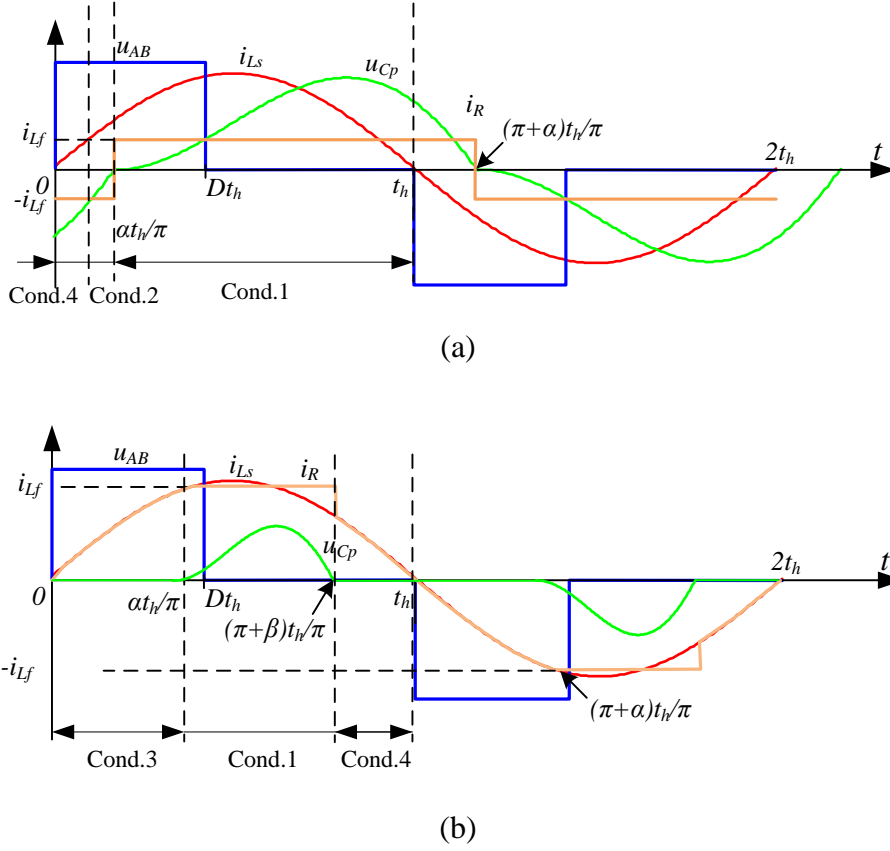 u_AB i_Ls u_Cp i_R
(π+α)t_h/π
i_Lf
0 Dt_h t_h 2t_h t
-i_Lf
αt_h/π
Cond.4 Cond.2 Cond.1
(a)
u_AB i_Ls i_R
i_Lf
u_Cp
0 αt_h/π Dt_h t_h 2t_h t
(π+β)t_h/π
-i_Lf
(π+α)t_h/π
Cond.3 Cond.1 Cond.4
(b)